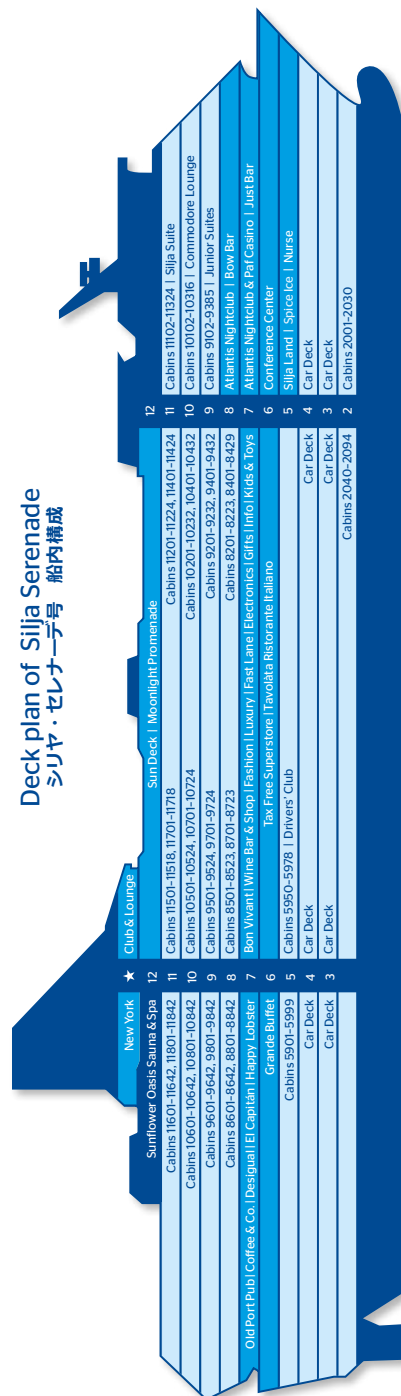 Deck plan of Silja Serenade
シリヤ・セレナーデ号 船内構成
New York ★ Club & Lounge
Sunflower Oasis Sauna & Spa 12 Sun Deck | Moonlight Promenade 12
Cabins 11601–11642, 11801–11842 11 Cabins 11501–11518, 11701–11718 Cabins 11201–11224, 11401–11424 11 Cabins 11102–11324 | Silja Suite
Cabins 10601–10642, 10801–10842 10 Cabins 10501–10524, 10701–10724 Cabins 10201–10232, 10401–10432 10 Cabins 10102–10316 | Commodore Lounge
Cabins 9601–9642, 9801–9842 9 Cabins 9501–9524, 9701–9724 Cabins 9201–9232, 9401–9432 9 Cabins 9102–9385 | Junior Suites
Cabins 8601–8642, 8801–8842 8 Cabins 8501–8523, 8701–8723 Cabins 8201–8223, 8401–8429 8 Atlantis Nightclub | Bow Bar
Old Port Pub | Coffee & Co. | Desigual | El Capitán | Happy Lobster 7 Bon Vivant | Wine Bar & Shop | Fashion | Luxury | Fast Lane | Electronics | Gifts | Info | Kids & Toys 7 Atlantis Nightclub & Paf Casino | Just Bar
Grande Buffet 6 Tax Free Superstore | Tavolàta Ristorante Italiano 6 Conference Center
Cabins 5901–5999 5 Cabins 5950–5978 | Drivers' Club 5 Silja Land | Spice Ice | Nurse
Car Deck 4 Car Deck Car Deck 4 Car Deck
Car Deck 3 Car Deck Car Deck 3 Car Deck
Cabins 2040–2094 2 Cabins 2001-2030